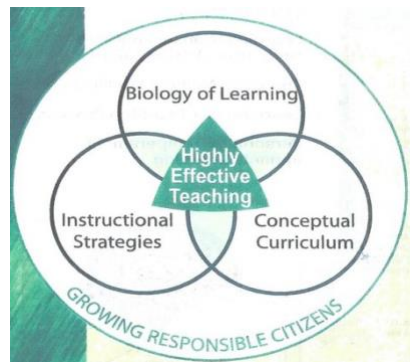 Biology of Learning
Highly
Effective
Teaching
Instructional
Strategies
Conceptual
Curriculum
GROWING RESPONSIBLE CITIZENS